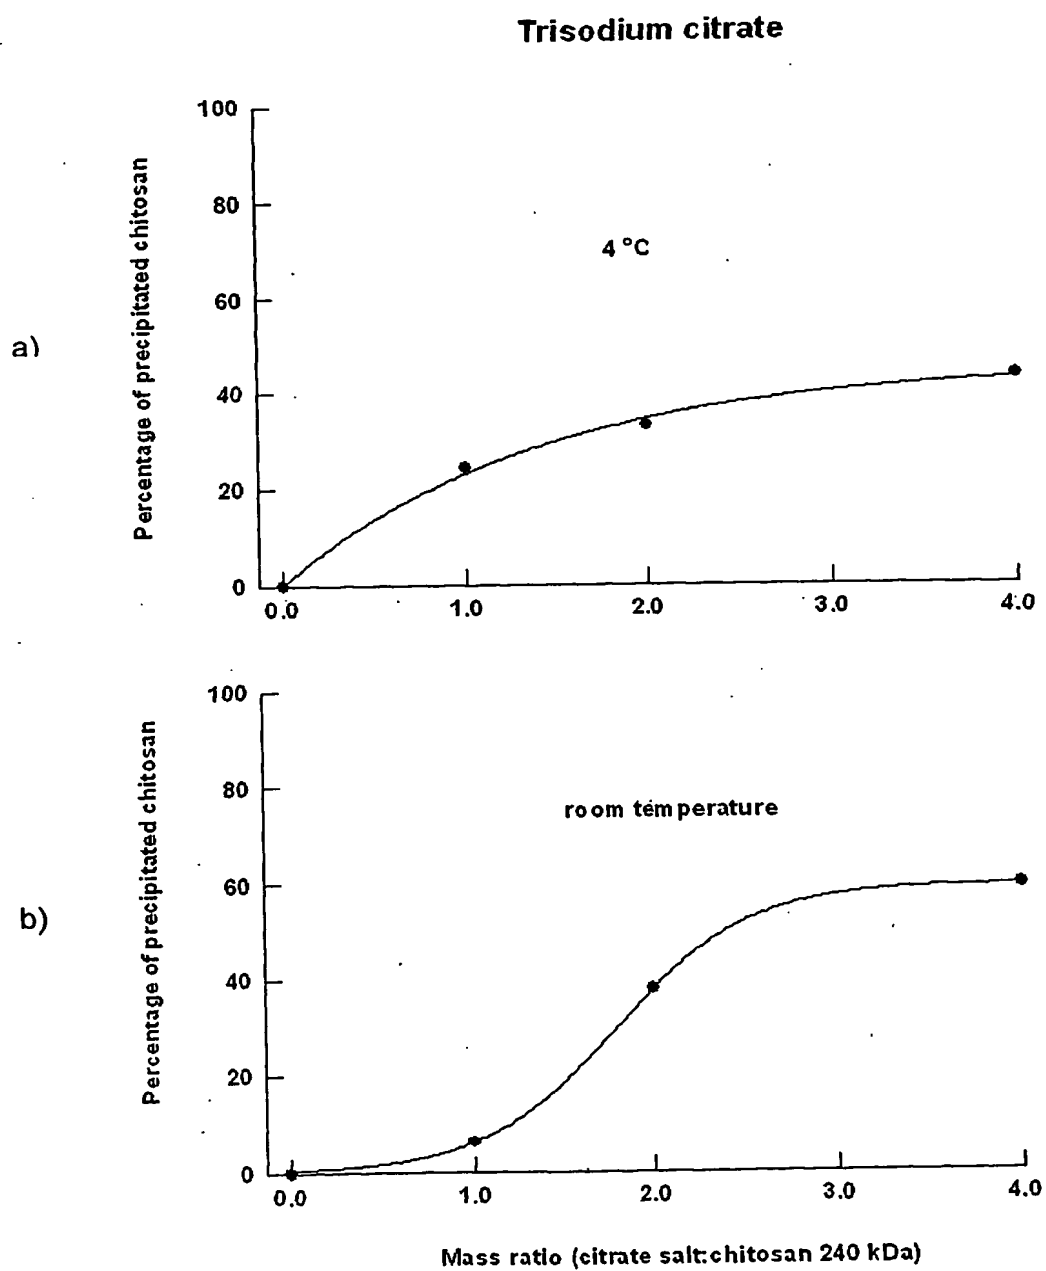 Trisodium citrate
a)
Percentage of precipitated chitosan
100
80
60
40
20
0
4 °C
0.0 1.0 2.0 3.0 4.0
b)
Percentage of precipitated chitosan
100
80
60
40
20
0
room temperature
0.0 1.0 2.0 3.0 4.0
Mass ratio (citrate salt:chitosan 240 kDa)